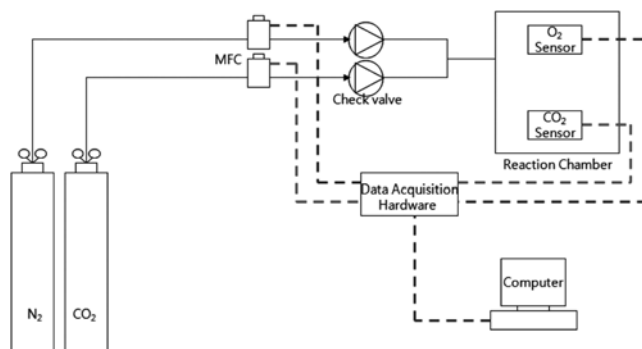 O₂
Sensor
MFC
Check valve
CO₂
Sensor
Reaction Chamber
Data Acquisition
Hardware
Computer
N₂
CO₂